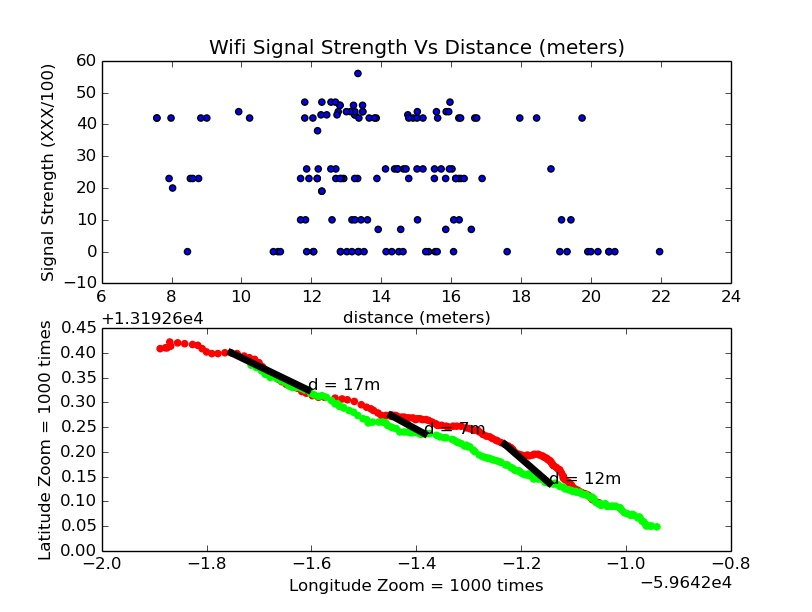 Wifi Signal Strength Vs Distance (meters)
60
50
40
30
20
10
0
−10
Signal Strength (XXX/100)
6 8 10 12 14 16 18 20 22 24
distance (meters)
+1.31926e4
0.45
0.40
0.35
0.30
0.25
0.20
0.15
0.10
0.05
0.00
Latitude Zoom = 1000 times
d = 17m
d = 7m
d = 12m
−2.0 −1.8 −1.6 −1.4 −1.2 −1.0 −0.8
Longitude Zoom = 1000 times
−5.9642e4